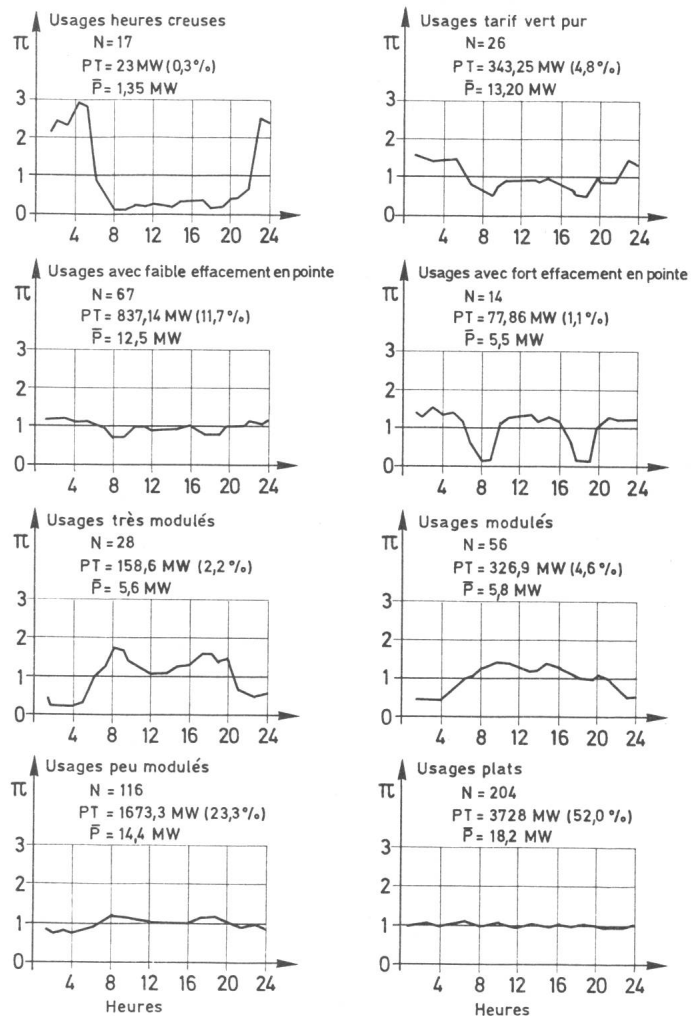 Usages heures creuses
N=17
PT=23 MW (0,3%)
P̅=1,35 MW
π
3
2
1
0
4 8 12 16 20 24
Usages tarif vert pur
N=26
PT=343,25 MW (4,8%)
P̅=13,20 MW
π
3
2
1
0
4 8 12 16 20 24
Usages avec faible effacement en pointe
N=67
PT=837,14 MW (11,7%)
P̅=12,5 MW
π
3
2
1
0
4 8 12 16 20 24
Usages avec fort effacement en pointe
N=14
PT=77,86 MW (1,1%)
P̅=5,5 MW
π
3
2
1
0
4 8 12 16 20 24
Usages très modulés
N=28
PT=158,6 MW (2,2%)
P̅=5,6 MW
π
3
2
1
0
4 8 12 16 20 24
Usages modulés
N=56
PT=326,9 MW (4,6%)
P̅=5,8 MW
π
3
2
1
0
4 8 12 16 20 24
Usages peu modulés
N = 116
PT = 1673,3 MW (23,3%)
P̅ = 14,4 MW
π
3
2
1
0
4 8 12 16 20 24
Heures
Usages plats
N = 204
PT = 3728 MW (52,0%)
P̅ = 18,2 MW
π
3
2
1
0
4 8 12 16 20 24
Heures